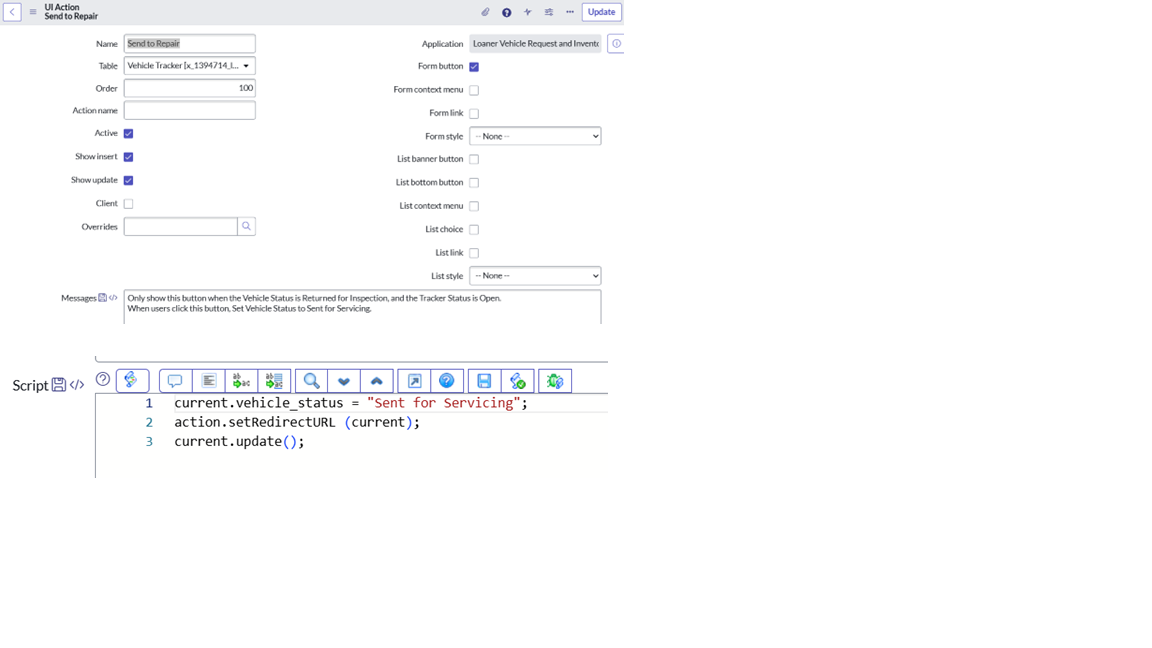 UI Action
Send to Repair
Update
Name Send to Repair
Application Loaner Vehicle Request and Invento
Table Vehicle Tracker [x_1394714_l...
Form button
Order 100
Form context menu
Action name
Form link
Active
Form style -- None --
Show insert
List banner button
Show update
List bottom button
Client
List context menu
Overrides
List choice
List link
List style -- None --
Messages
Only show this button when the Vehicle Status is Returned for Inspection, and the Tracker Status is Open.
When users click this button, Set Vehicle Status to Sent for Servicing.
Script
1 current.vehicle_status = "Sent for Servicing";
2 action.setRedirectURL (current);
3 current.update();